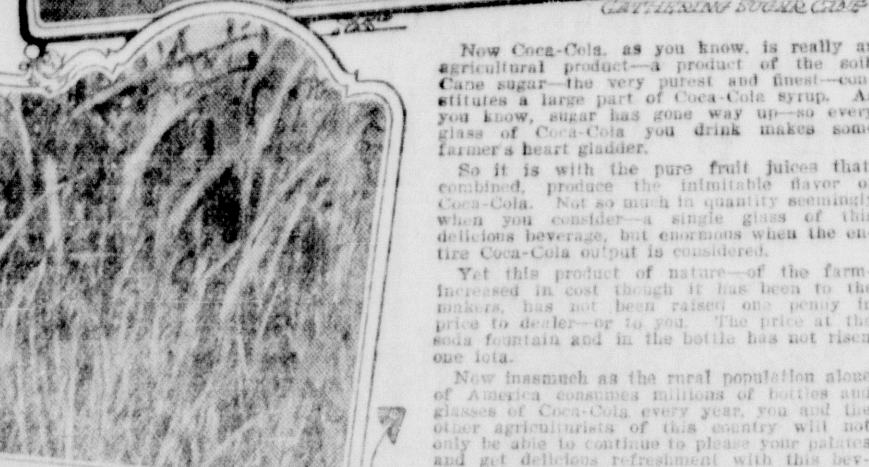 GATHERING SUGAR CANE
Now Coca-Cola, as you know, is really a
agricultural product—a product of the soil
Cane sugar—the very purest and finest—con
stitutes a large part of Coca-Cola syrup. A
you know, sugar has gone way up—so every
glass of Coca-Cola you drink makes som
farmer's heart gladder.
So it is with the pure fruit juices that
combined, produce the inimitable flavor o
Coca-Cola. Not so much in quantity seemingly
when you consider—a single glass of this
delicious beverage, but enormous when the en
tire Coca-Cola output is considered.
Yet this product of nature—of the farm—
increased in cost though it has been to the
makers, has not been raised one penny in
price to dealer—or to you. The price at the
soda fountain and in the bottle has not risen
one iota.
Now inasmuch as the rural population alone
of America consumes millions of bottles and
glasses of Coca-Cola every year, you and the
other agriculturists of this country will not
only be able to continue to please your palates
and get delicious refreshment with this bev-